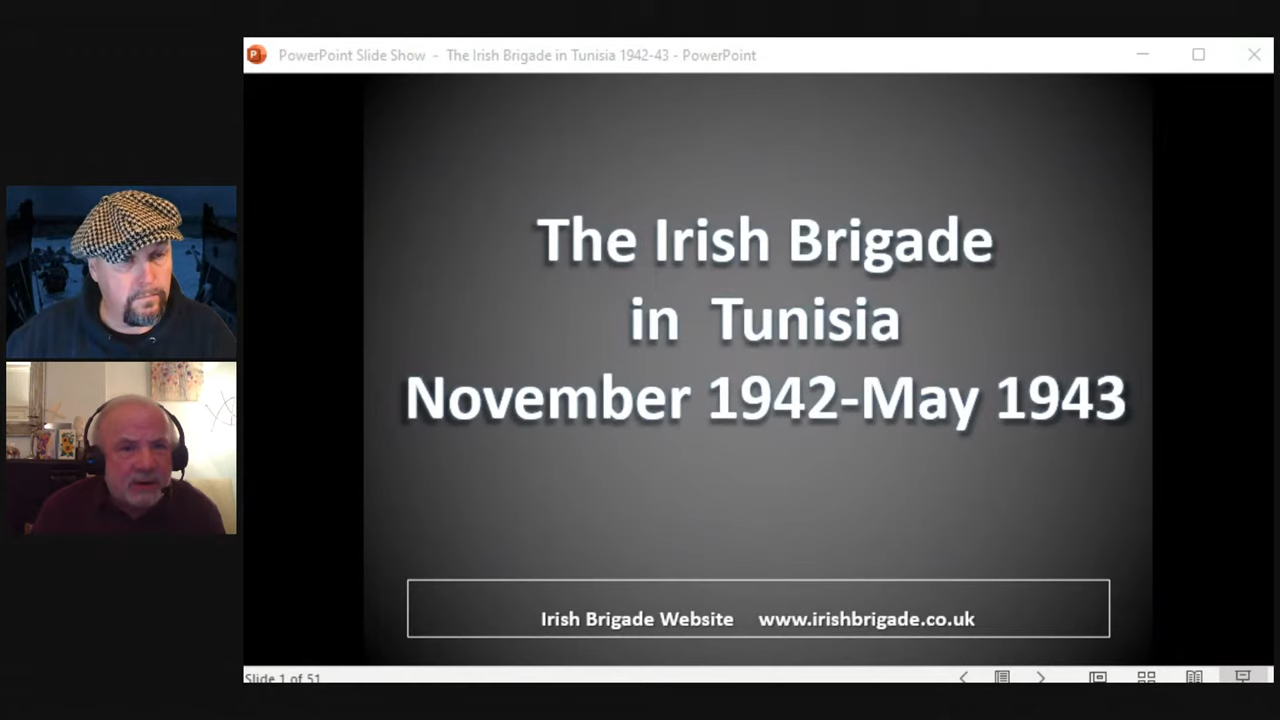 PowerPoint Slide Show - The Irish Brigade in Tunisia 1942-43 - PowerPoint
The Irish Brigade
in Tunisia
November 1942-May 1943
Irish Brigade Website www.irishbrigade.co.uk
Slide 1 of 51